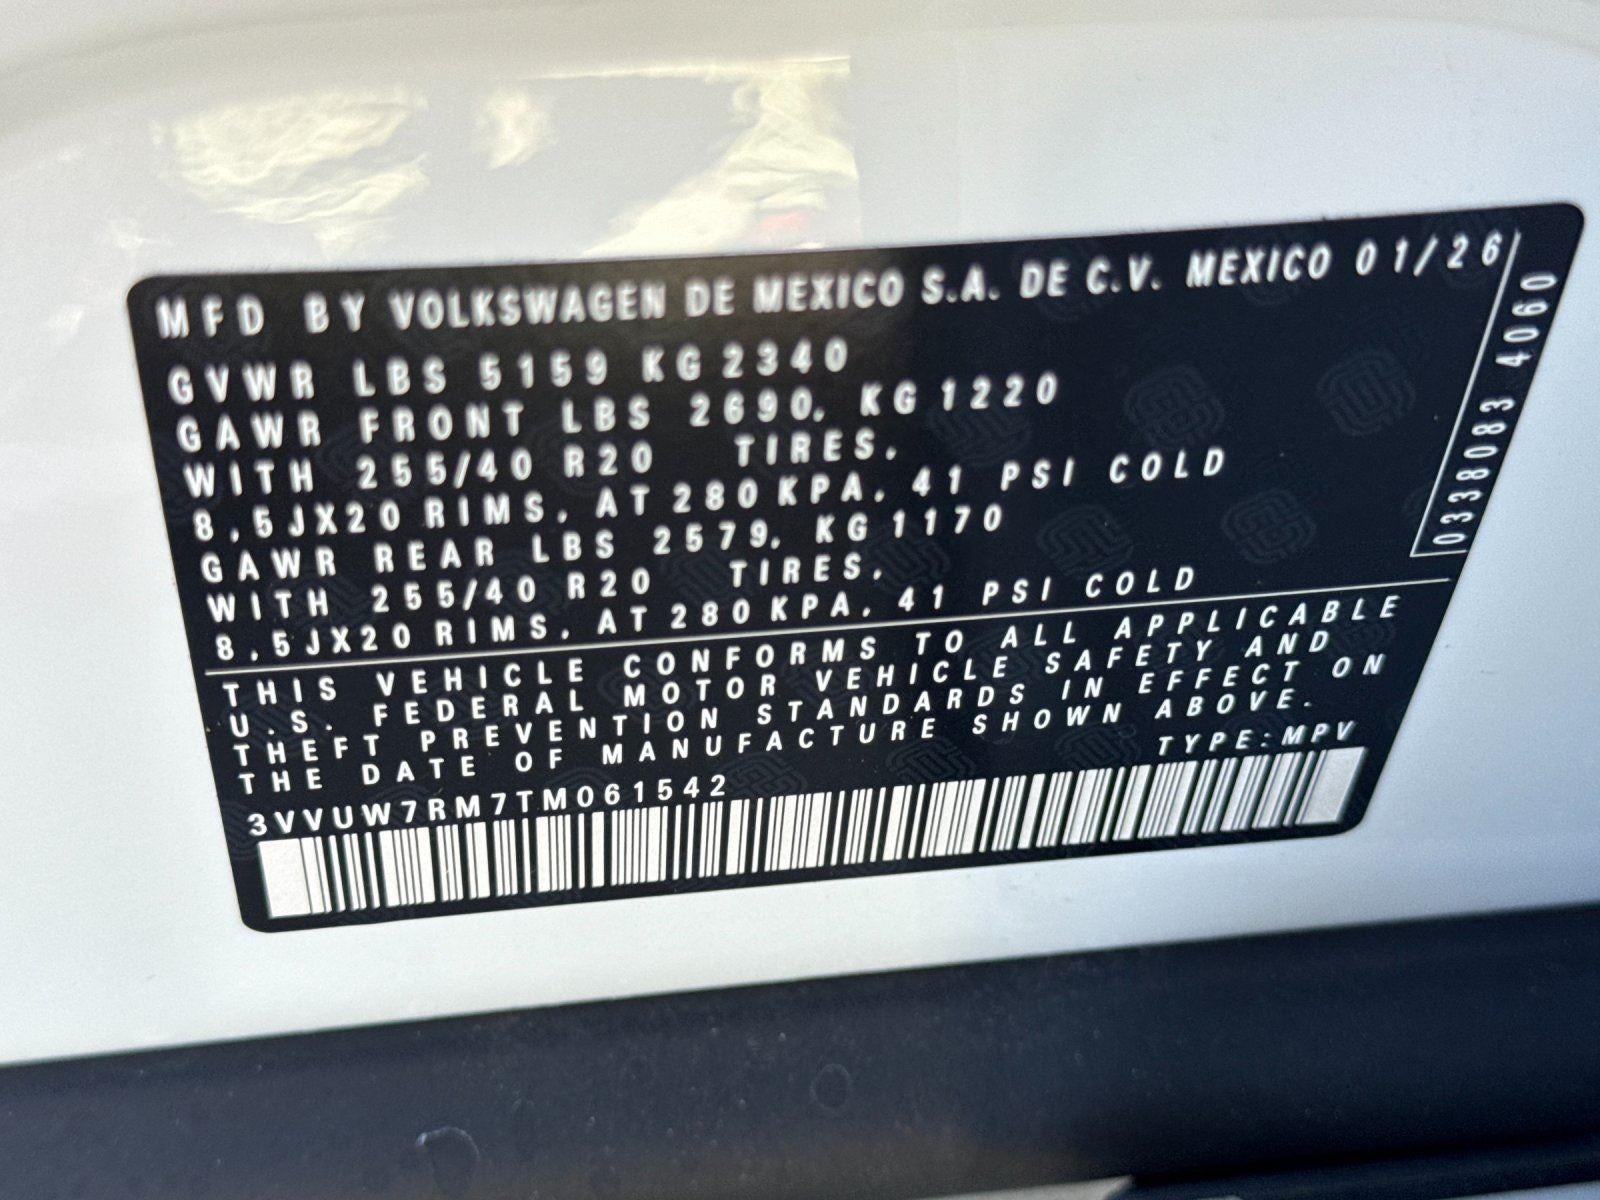 MFD BY VOLKSWAGEN DE MEXICO S.A. DE C.V. MEXICO 01/26
GVWR LBS 5159 KG 2340
GAWR FRONT LBS 2690, KG 1220
WITH 255/40 R20 TIRES,
8,5JX20 RIMS, AT 280 KPA, 41 PSI COLD
GAWR REAR LBS 2579, KG 1170
WITH 255/40 R20 TIRES,
8,5JX20 RIMS, AT 280 KPA, 41 PSI COLD
THIS VEHICLE CONFORMS TO ALL APPLICABLE
U.S. FEDERAL MOTOR VEHICLE SAFETY AND
THEFT PREVENTION STANDARDS IN EFFECT ON
THE DATE OF MANUFACTURE SHOWN ABOVE.
TYPE:MPV
3VVUW7RM7TM061542
0338083 4060